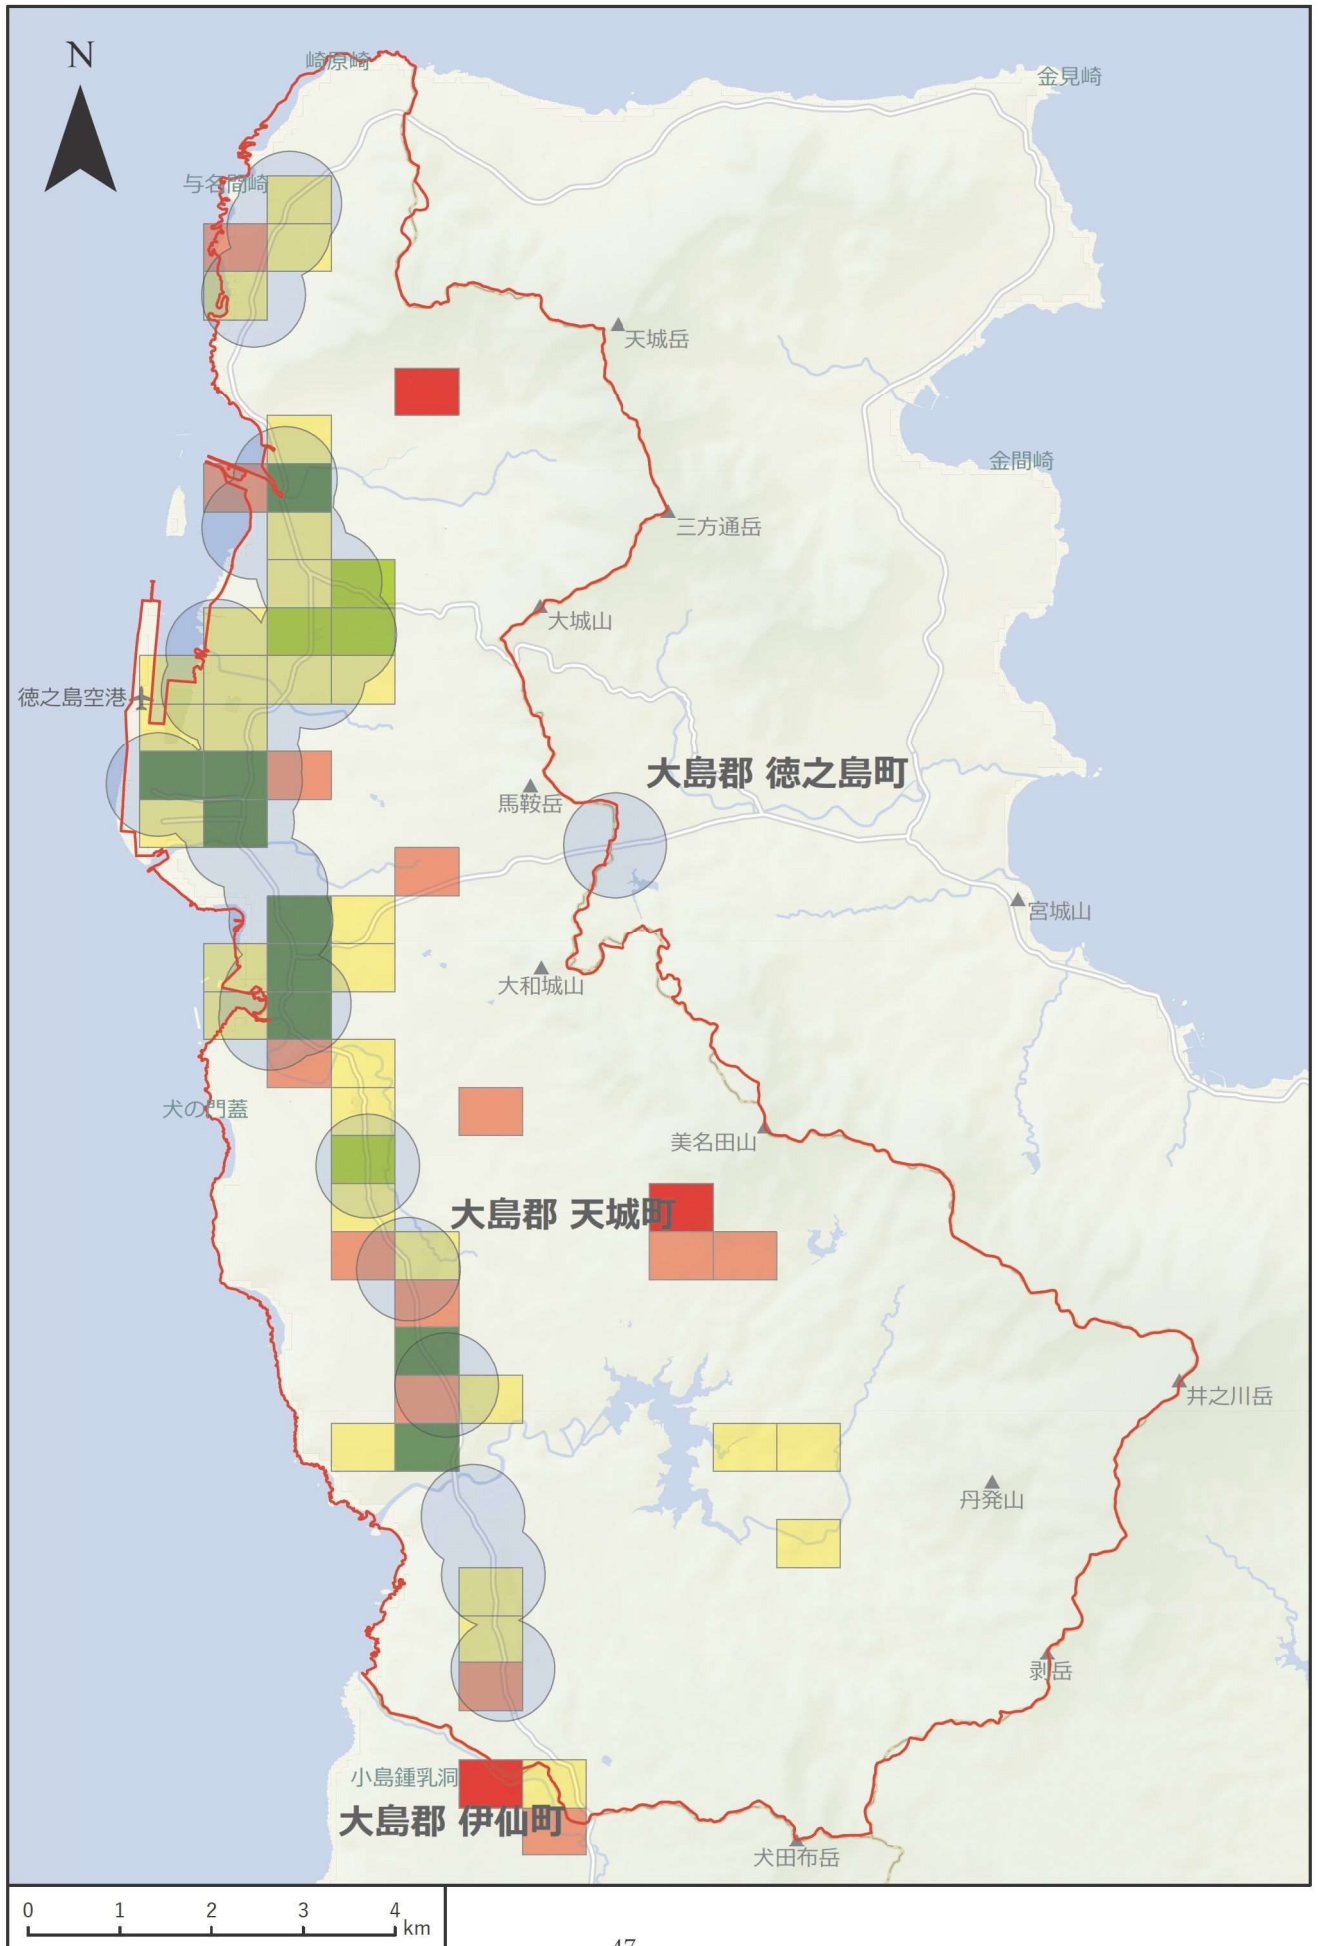 N
崎原崎
金見崎
与名間崎
天城岳
金間崎
三方通岳
大城山
徳之島空港
大島郡 徳之島町
馬鞍岳
宮城山
大和城山
犬の門蓋
美名田山
大島郡 天城町
井之川岳
丹発山
剥岳
小島鍾乳洞
大島郡 伊仙町
犬田布岳
0 1 2 3 4 km
47